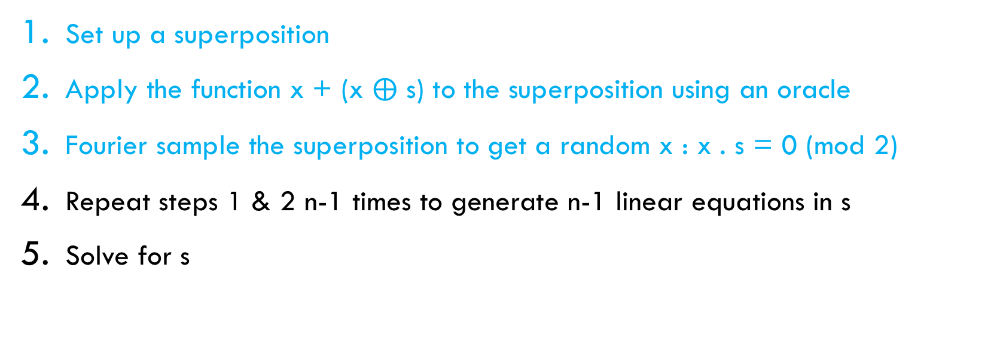 1. Set up a superposition
2. Apply the function x + (x ⊕ s) to the superposition using an oracle
3. Fourier sample the superposition to get a random x : x . s = 0 (mod 2)
4. Repeat steps 1 & 2 n-1 times to generate n-1 linear equations in s
5. Solve for s